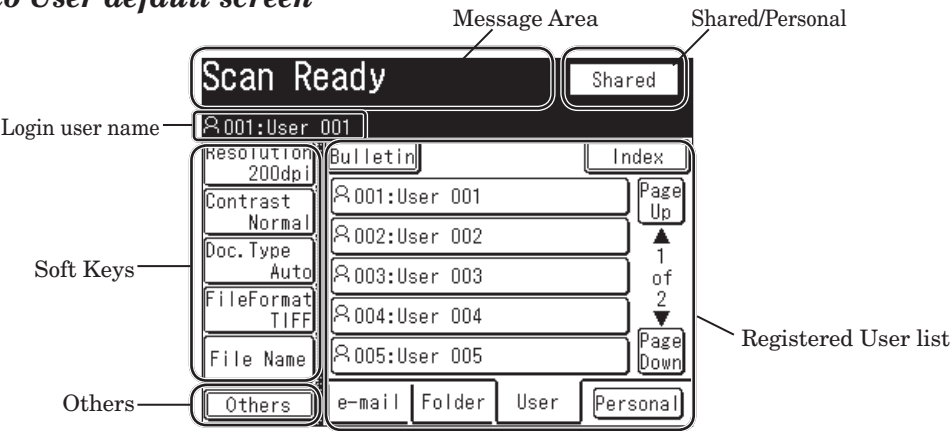 to User default screen
Message Area
Shared/Personal
Scan Ready
Shared
Login user name
001:User 001
Resolution
200dpi
Bulletin
Index
Contrast
Normal
001:User 001
Page
Up
002:User 002
Doc.Type
Auto
1
of
2
Soft Keys
003:User 003
FileFormat
TIFF
004:User 004
Registered User list
File Name
005:User 005
Page
Down
Others
Others
e-mail
Folder
User
Personal